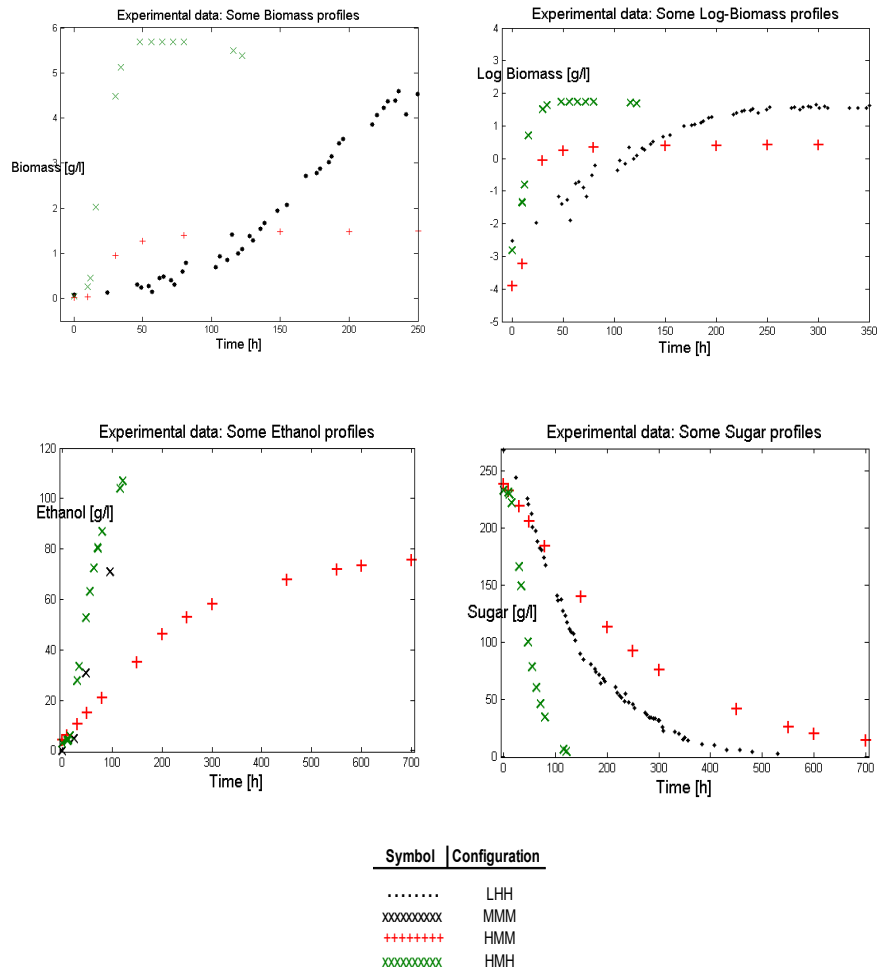 Experimental data: Some Biomass profiles
6
5
4
3
2
1
0
Biomass [g/l]
0 50 100 150 200 250
Time [h]
Experimental data: Some Log-Biomass profiles
4
3
2
1
0
-1
-2
-3
-4
-5
Log Biomass [g/l]
0 50 100 150 200 250 300 350
Time [h]
Experimental data: Some Ethanol profiles
120
100
80
60
40
20
0
Ethanol [g/l]
0 100 200 300 400 500 600 700
Time [h]
Experimental data: Some Sugar profiles
250
200
150
100
50
0
Sugar [g/l]
0 100 200 300 400 500 600 700
Time [h]
Symbol Configuration
LHH
xxxxxxxxxx MMM
++++++++ HMM
xxxxxxxxxx HMH